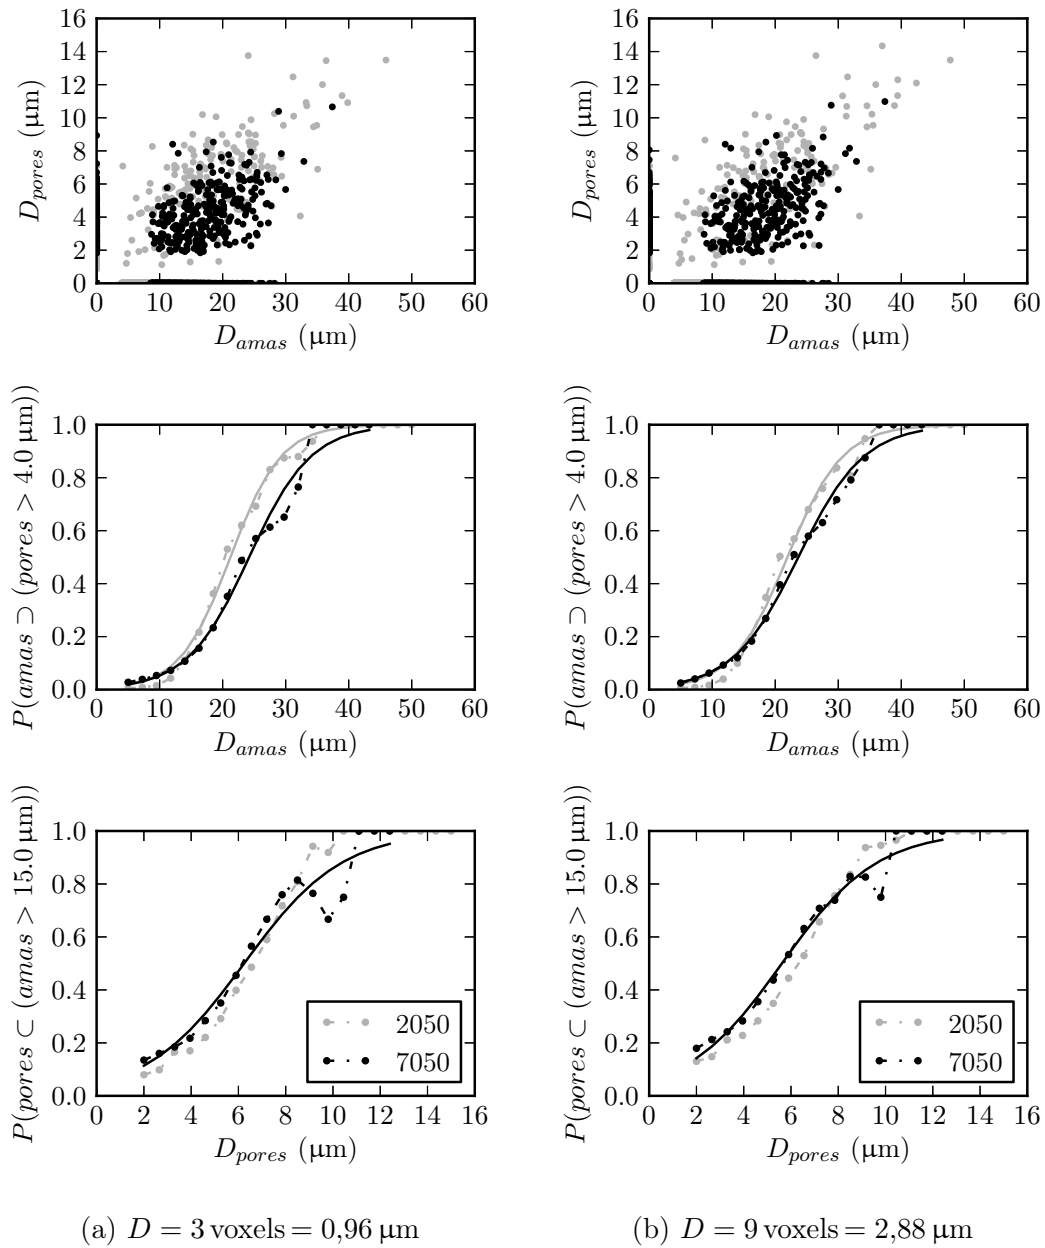 16
14
12
10
8
6
4
2
0
D_pores (µm)
0 10 20 30 40 50 60
D_amas (µm)
16
14
12
10
8
6
4
2
0
D_pores (µm)
0 10 20 30 40 50 60
D_amas (µm)
1.0
0.8
0.6
0.4
0.2
0.0
P(amas ⊃ (pores > 4.0 µm))
0 10 20 30 40 50 60
D_amas (µm)
1.0
0.8
0.6
0.4
0.2
0.0
P(amas ⊃ (pores > 4.0 µm))
0 10 20 30 40 50 60
D_amas (µm)
1.0
0.8
0.6
0.4
0.2
0.0
P(pores ⊂ (amas > 15.0 µm))
2050
7050
0 2 4 6 8 10 12 14 16
D_pores (µm)
1.0
0.8
0.6
0.4
0.2
0.0
P(pores ⊂ (amas > 15.0 µm))
2050
7050
0 2 4 6 8 10 12 14 16
D_pores (µm)
(a) D = 3 voxels = 0,96 µm
(b) D = 9 voxels = 2,88 µm